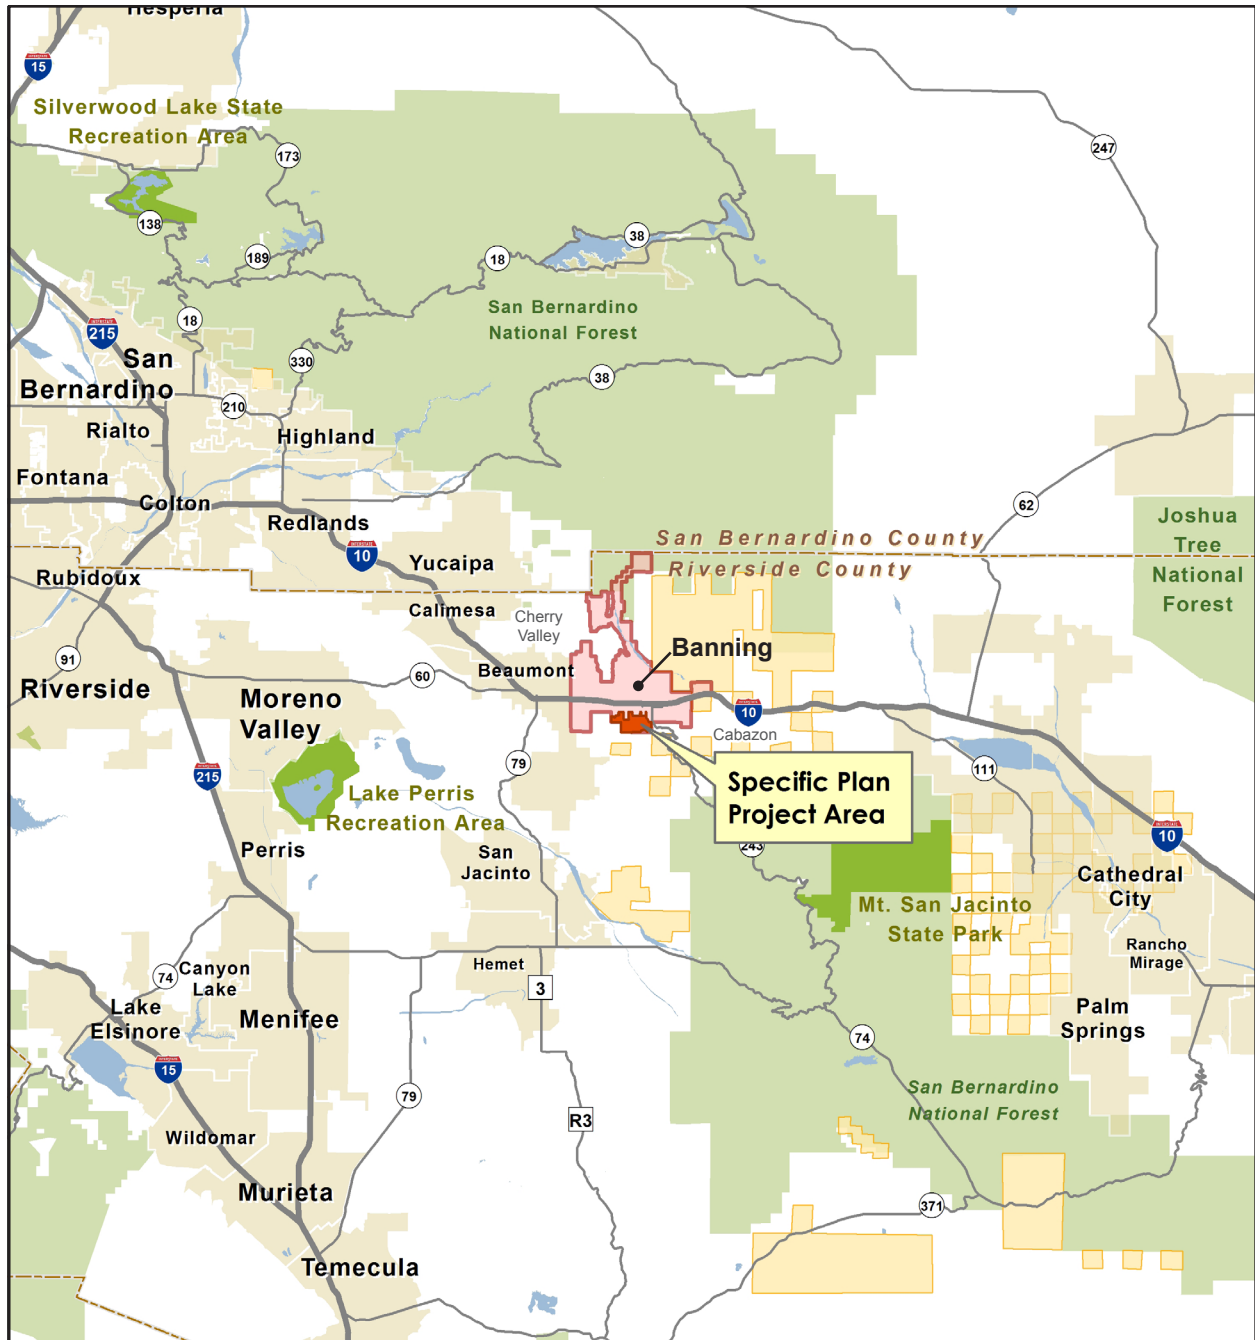 Hesperia
15
Silverwood Lake State
Recreation Area
173
247
138
189
38
18
San Bernardino
National Forest
18
215
San
Bernardino
330
38
210
Rialto
Highland
Fontana
Colton
Redlands
62
Joshua
Tree
National
Forest
San Bernardino County
Riverside County
10
Yucaipa
Rubidoux
Calimesa
Cherry
Valley
Banning
91
60
Beaumont
Riverside
Moreno
Valley
10
Cabazon
79
111
215
Specific Plan
Project Area
Lake Perris
Recreation Area
10
Perris
San
Jacinto
243
Cathedral
City
Mt. San Jacinto
State Park
Rancho
Mirage
74
Canyon
Lake
Hemet
3
Lake
Elsinore
Menifee
Palm
Springs
74
15
79
San Bernardino
National Forest
R3
Wildomar
Murieta
371
Temecula